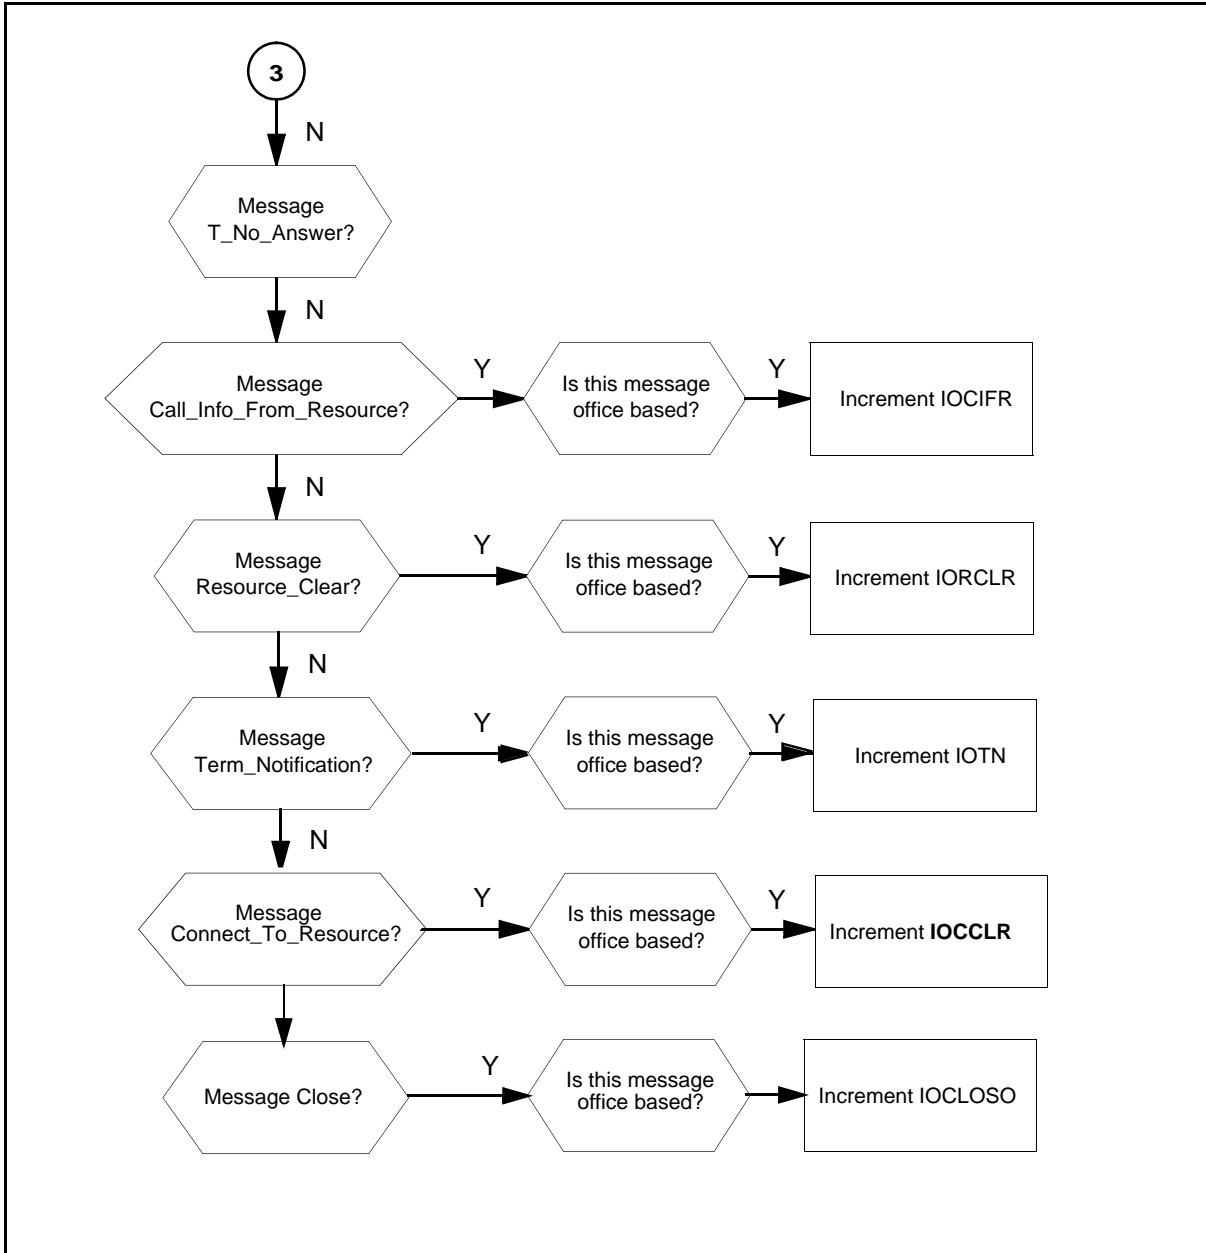 3
N
Message
T_No_Answer?
N
Message
Call_Info_From_Resource?
Y
Is this message
office based?
Y
Increment IOCIFR
N
Message
Resource_Clear?
Y
Is this message
office based?
Y
Increment IORCLR
N
Message
Term_Notification?
Y
Is this message
office based?
Y
Increment IOTN
N
Message
Connect_To_Resource?
Y
Is this message
office based?
Y
Increment IOCCLR
Message Close?
Y
Is this message
office based?
Increment IOCLOSO